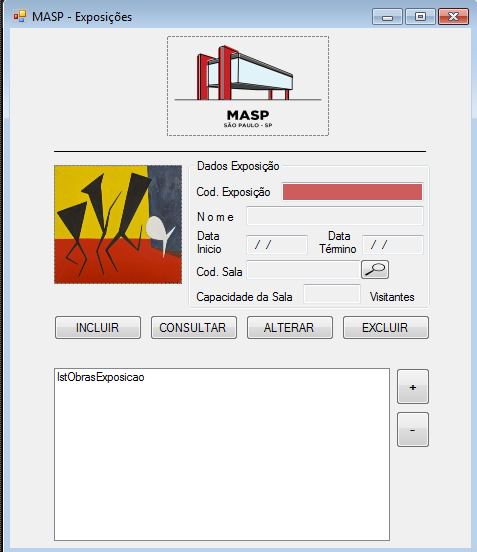 MASP - Exposições
MASP
SÃO PAULO - SP
Dados Exposição
Cod. Exposição
N o m e
Data Inicio
/ /
Data Término
/ /
Cod. Sala
Capacidade da Sala
Visitantes
INCLUIR
CONSULTAR
ALTERAR
EXCLUIR
lstObrasExposicao
+
-